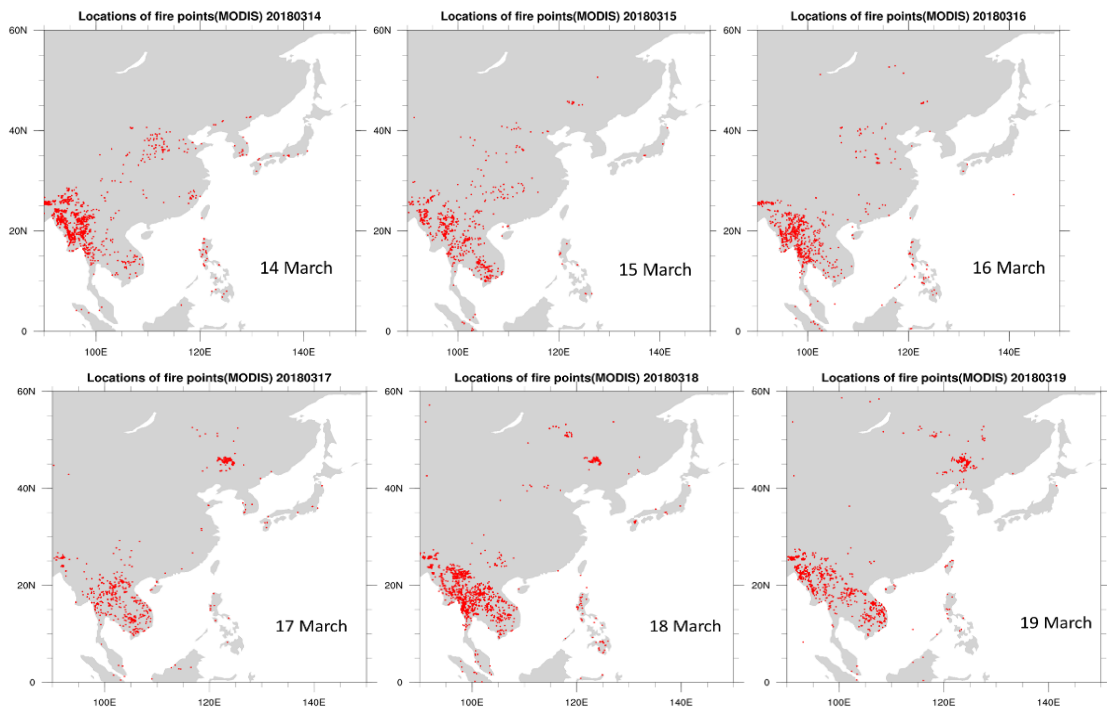 Locations of fire points(MODIS) 20180314
60N
40N
20N
0
100E
120E
140E
14 March
Locations of fire points(MODIS) 20180315
60N
40N
20N
0
100E
120E
140E
15 March
Locations of fire points(MODIS) 20180316
60N
40N
20N
0
100E
120E
140E
16 March
Locations of fire points(MODIS) 20180317
60N
40N
20N
0
100E
120E
140E
17 March
Locations of fire points(MODIS) 20180318
60N
40N
20N
0
100E
120E
140E
18 March
Locations of fire points(MODIS) 20180319
60N
40N
20N
0
100E
120E
140E
19 March